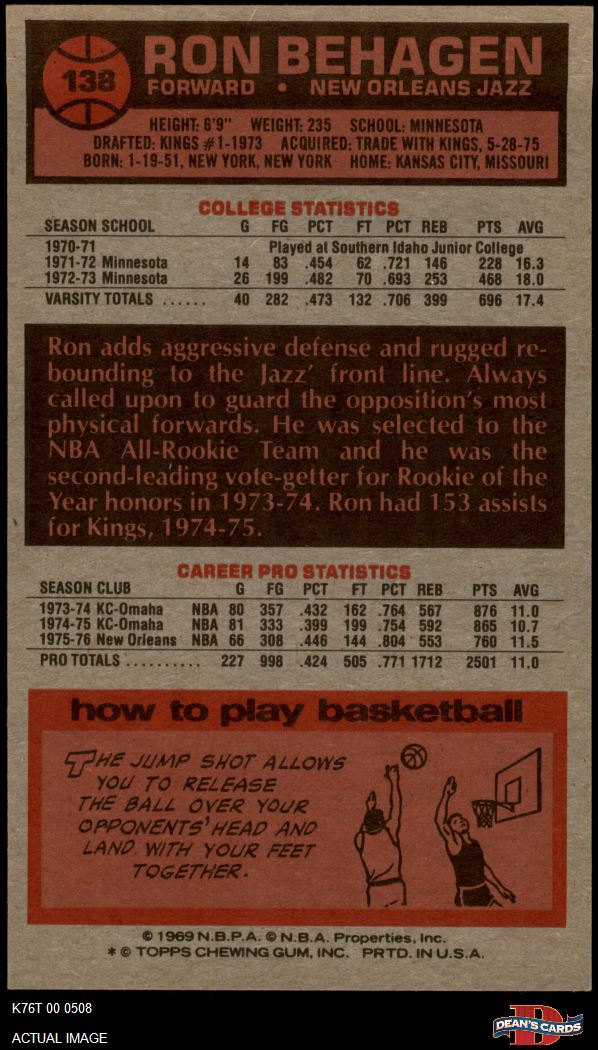 138
RON BEHAGEN
FORWARD • NEW ORLEANS JAZZ
HEIGHT: 6'9" WEIGHT: 235 SCHOOL: MINNESOTA
DRAFTED: KINGS #1-1973 ACQUIRED: TRADE WITH KINGS, 5-28-75
BORN: 1-19-51, NEW YORK, NEW YORK HOME: KANSAS CITY, MISSOURI
COLLEGE STATISTICS
SEASON SCHOOL G FG PCT FT PCT REB PTS AVG
1970-71 Played at Southern Idaho Junior College
1971-72 Minnesota 14 83 .454 62 .721 146 228 16.3
1972-73 Minnesota 26 199 .482 70 .693 253 468 18.0
VARSITY TOTALS ...... 40 282 .473 132 .706 399 696 17.4
Ron adds aggressive defense and rugged re-
bounding to the Jazz' front line. Always
called upon to guard the opposition's most
physical forwards. He was selected to the
NBA All-Rookie Team and he was the
second-leading vote-getter for Rookie of the
Year honors in 1973-74. Ron had 153 assists
for Kings, 1974-75.
CAREER PRO STATISTICS
SEASON CLUB G FG PCT FT PCT REB PTS AVG
1973-74 KC-Omaha NBA 80 357 .432 162 .764 567 876 11.0
1974-75 KC-Omaha NBA 81 333 .399 199 .754 592 865 10.7
1975-76 New Orleans NBA 66 308 .446 144 .804 553 760 11.5
PRO TOTALS .......... 227 998 .424 505 .771 1712 2501 11.0
how to play basketball
THE JUMP SHOT ALLOWS
YOU TO RELEASE
THE BALL OVER YOUR
OPPONENTS' HEAD AND
LAND WITH YOUR FEET
TOGETHER.
© 1969 N.B.P.A. © N.B.A. Properties, Inc.
* © TOPPS CHEWING GUM, INC. PRTD. IN U.S.A.
K76T 00 0508
ACTUAL IMAGE
D
DEAN'S CARDS